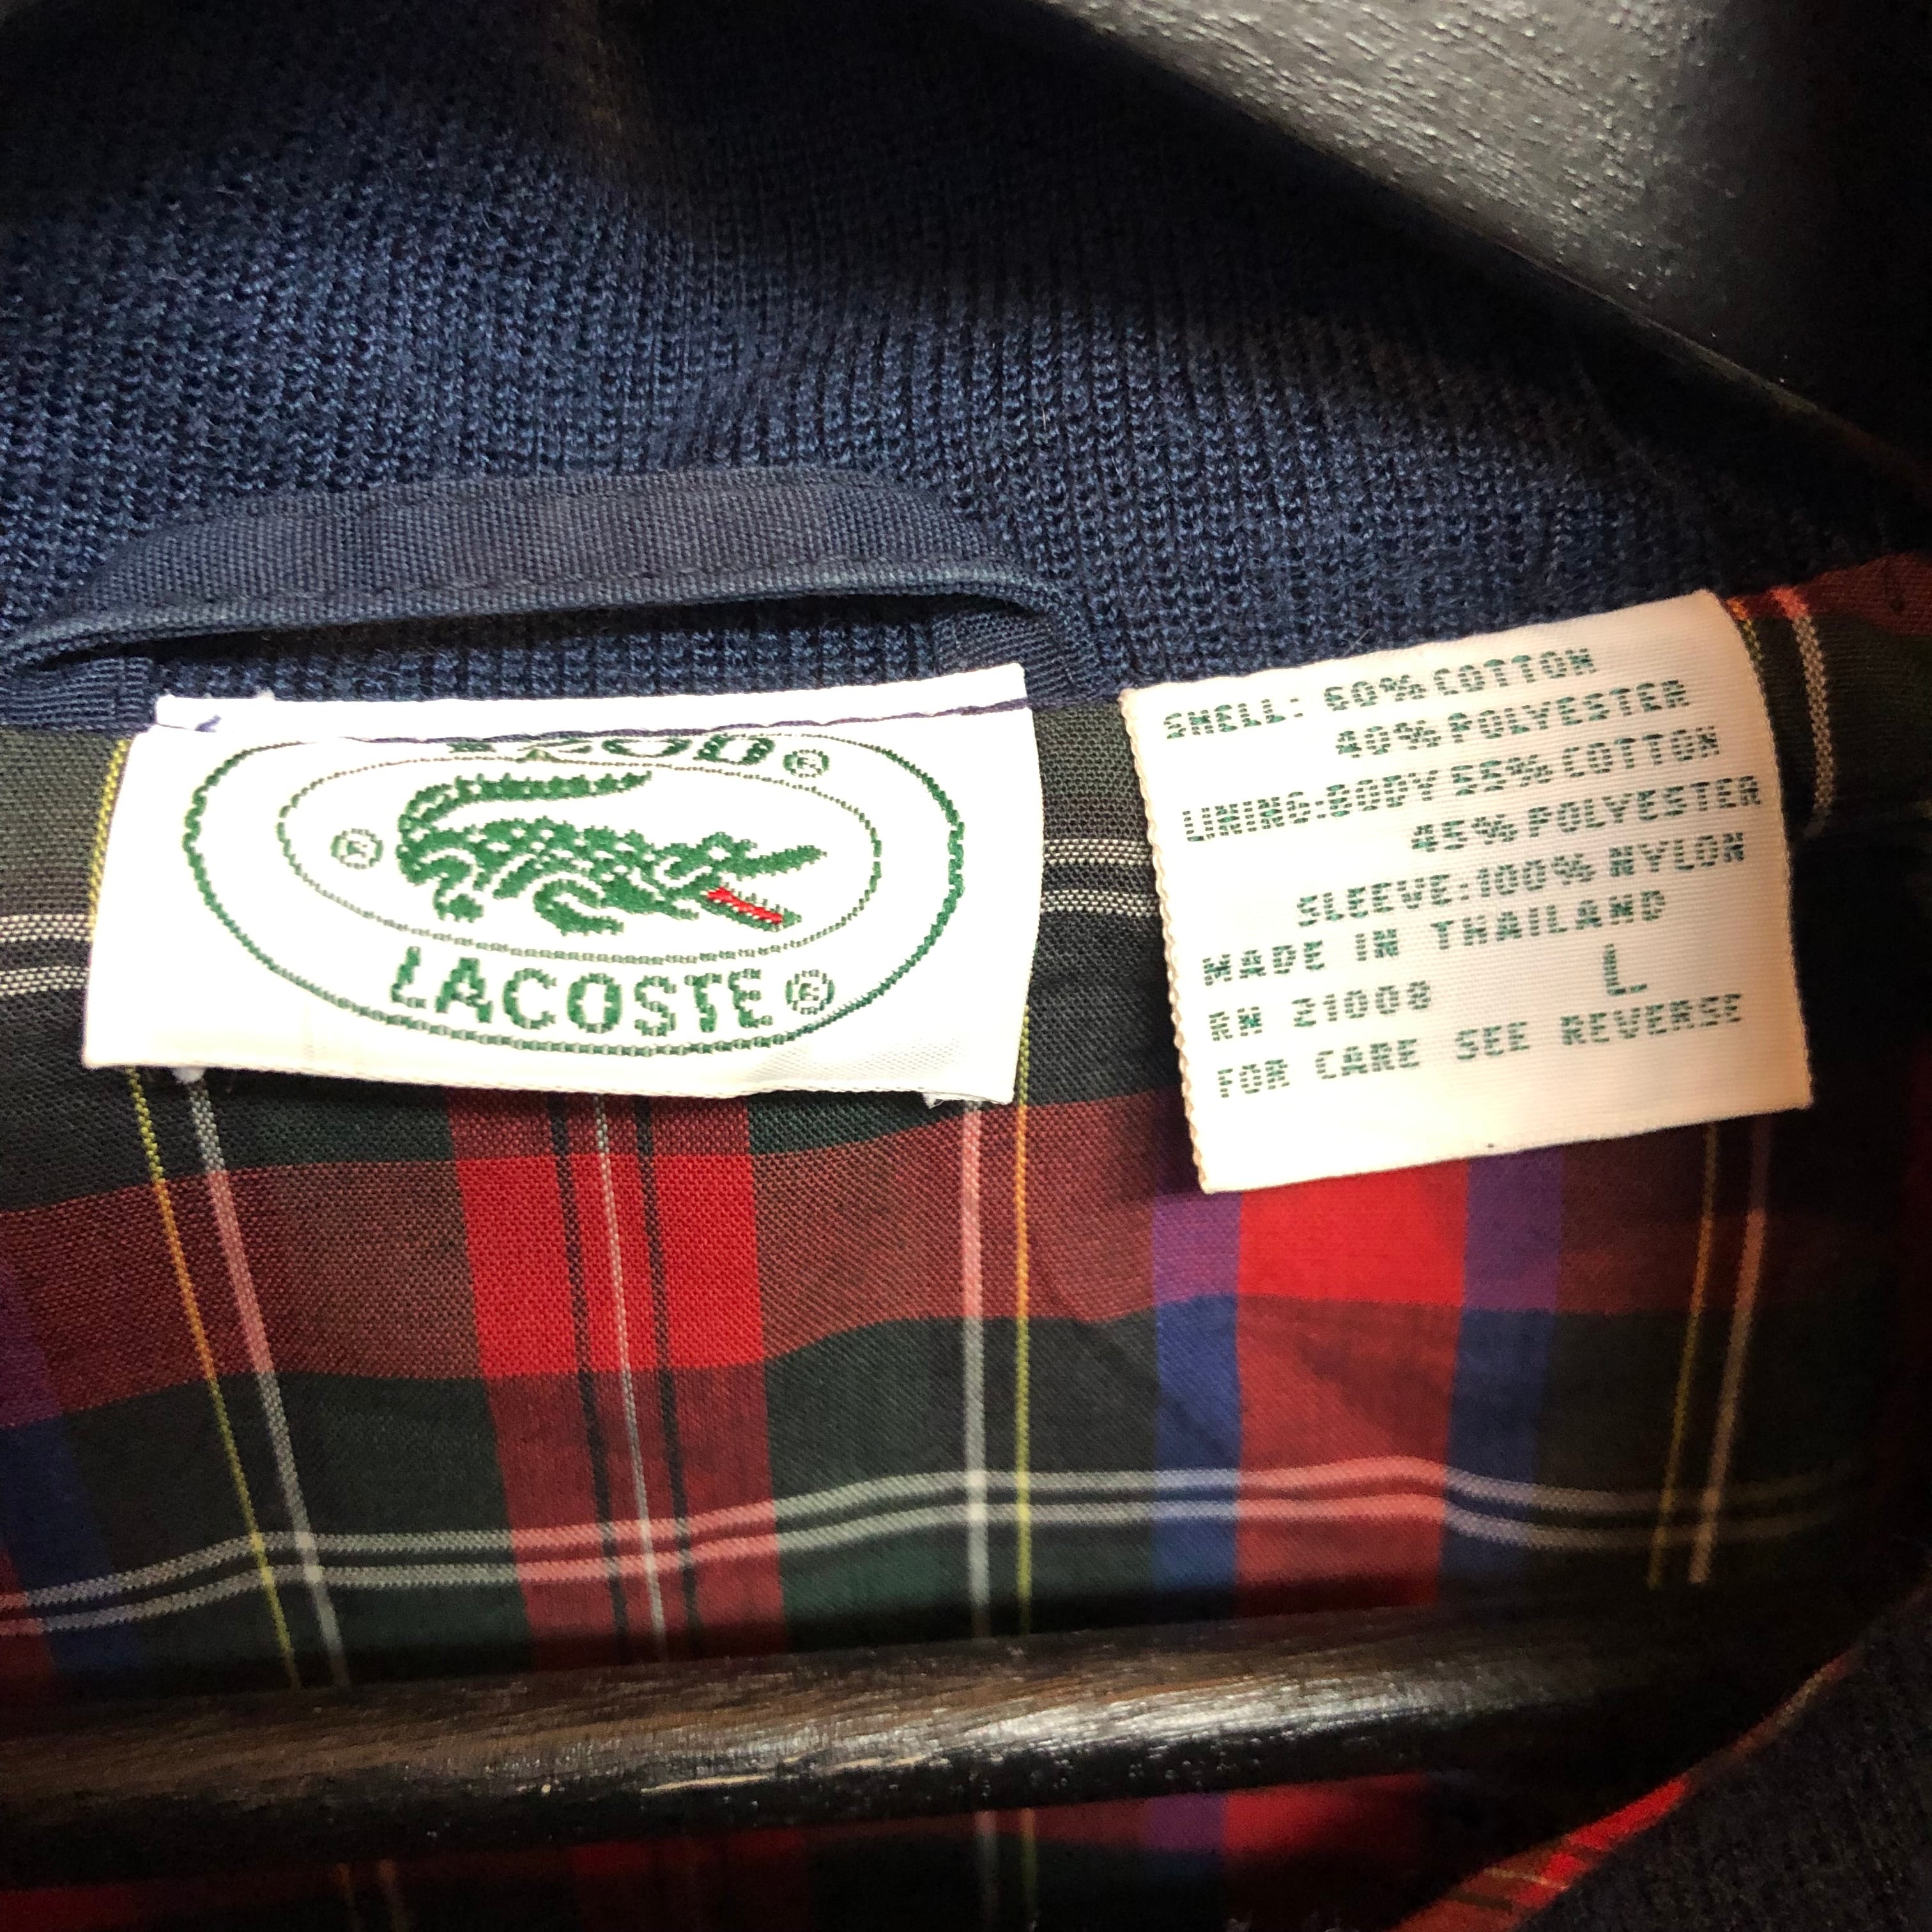 IZOD®
®
LACOSTE®
SHELL: 60% COTTON
40% POLYESTER
LINING:BODY 55% COTTON
45% POLYESTER
SLEEVE:100% NYLON
MADE IN THAILAND
RN 21008 L
FOR CARE SEE REVERSE